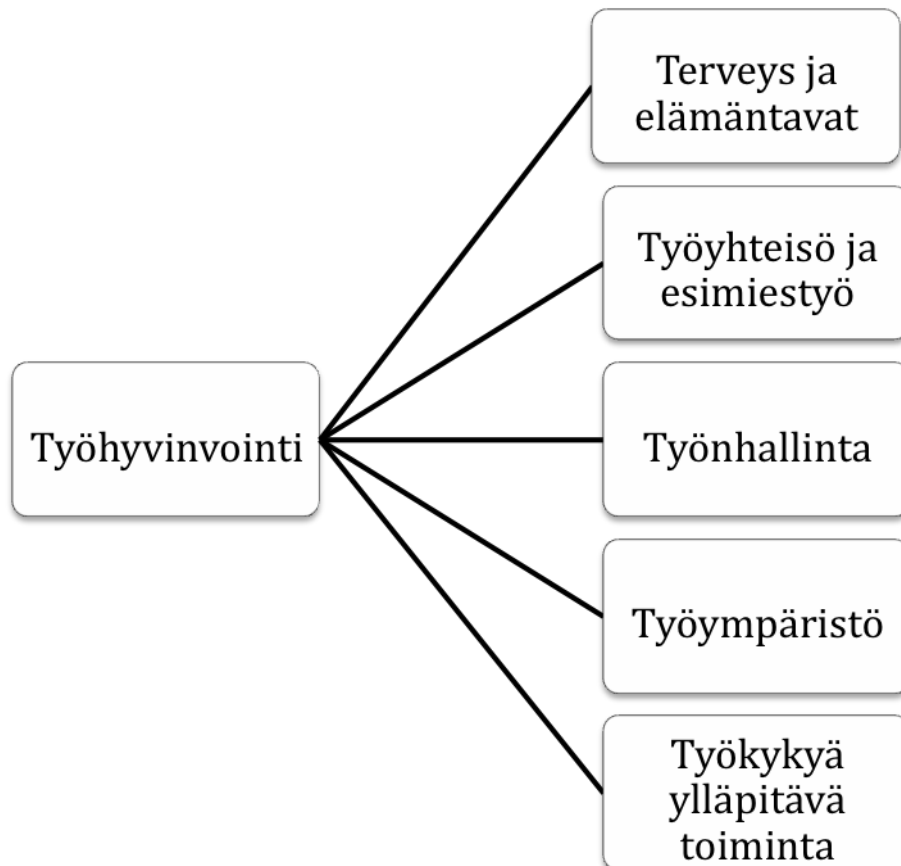 Terveys ja
elämäntavat
Työyhteisö ja
esimiestyö
Työhyvinvointi
Työnhallinta
Työympäristö
Työkykyä
ylläpitävä
toiminta